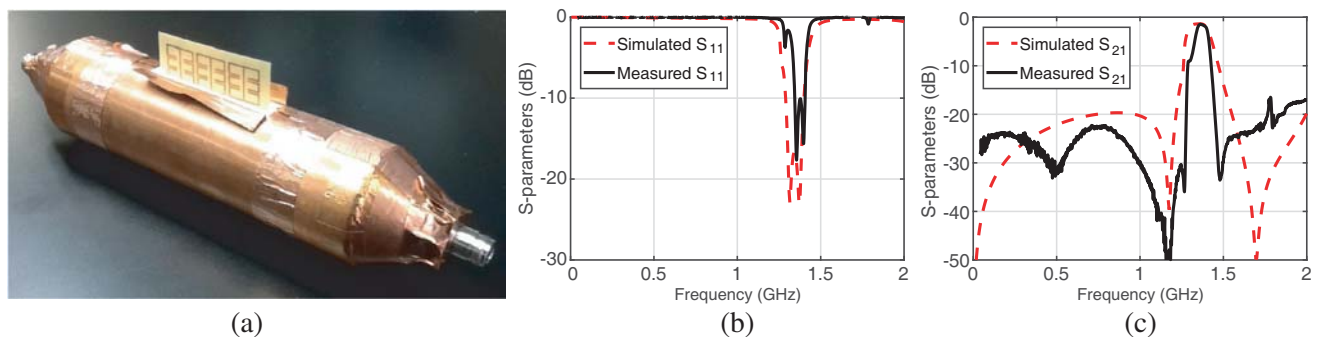 0
-10
-20
-30
S-parameters (dB)
Simulated S11
Measured S11
0
0.5
1
1.5
2
Frequency (GHz)
0
-10
-20
-30
-40
-50
S-parameters (dB)
Simulated S21
Measured S21
0
0.5
1
1.5
2
Frequency (GHz)
(a)
(b)
(c)